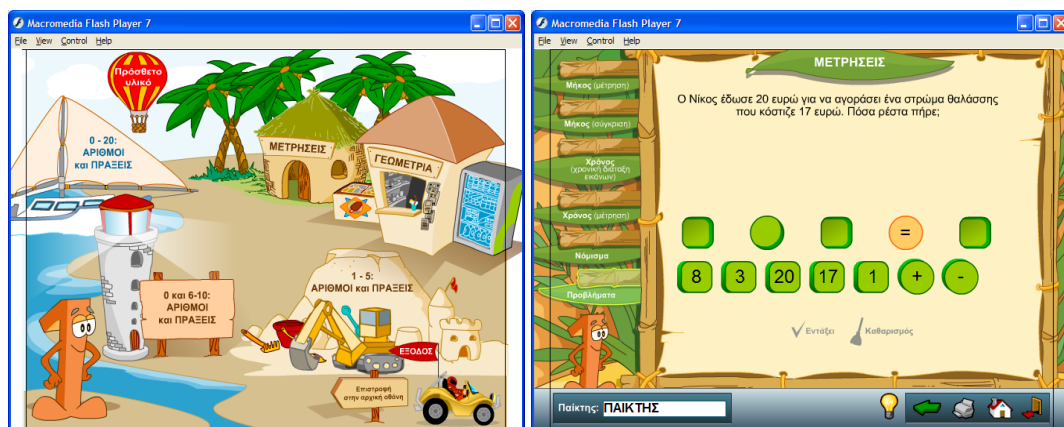 Macromedia Flash Player 7
File View Control Help
Πρόσθετο
υλικό
0 - 20:
ΑΡΙΘΜΟΙ
και ΠΡΑΞΕΙΣ
ΜΕΤΡΗΣΕΙΣ
ΓΕΩΜΕΤΡΙΑ
0 και 6-10:
ΑΡΙΘΜΟΙ
και ΠΡΑΞΕΙΣ
1 - 5:
ΑΡΙΘΜΟΙ και ΠΡΑΞΕΙΣ
ΕΞΟΔΟΣ
Επιστροφή
στην αρχική οθόνη
Macromedia Flash Player 7
File View Control Help
ΜΕΤΡΗΣΕΙΣ
Μήκος (μέτρηση)
Μήκος (σύγκριση)
Χρόνος
(χρονική διάταξη
εικόνων)
Χρόνος (μέτρηση)
Νόμισμα
Προβλήματα
Ο Νίκος έδωσε 20 ευρώ για να αγοράσει ένα στρώμα θαλάσσης
που κόστιζε 17 ευρώ. Πόσα ρέστα πήρε;
=
8 3 20 17 1 + -
Εντάξει Καθαρισμός
Παίκτης: ΠΑΙΚΤΗΣ